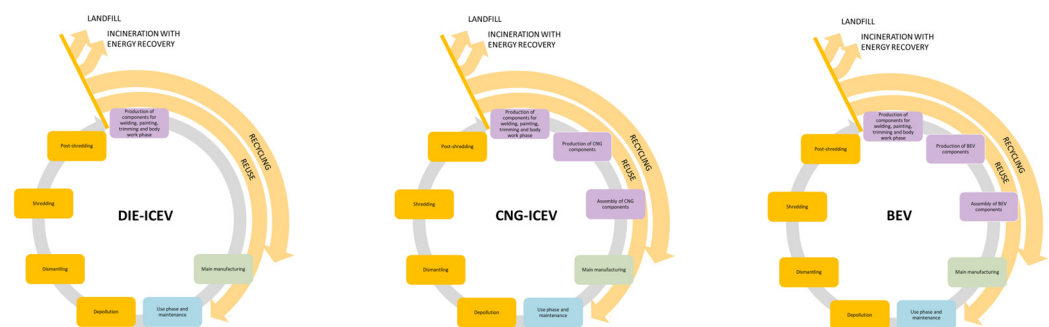 LANDFILL
INCINERATION WITH
ENERGY RECOVERY
Production of
components for
welding, painting,
trimming and body
work phase
Post-shredding
RECYCLING
REUSE
Shredding
DIE-ICEV
Dismantling
Main manufacturing
Depollution
Use phase and
maintenance
LANDFILL
INCINERATION WITH
ENERGY RECOVERY
Production of
components for
welding, painting,
trimming and body
work phase
Post-shredding
Production of CNG
components
RECYCLING
REUSE
Shredding
Assembly of CNG
components
CNG-ICEV
Dismantling
Main manufacturing
Depollution
Use phase and
maintenance
LANDFILL
INCINERATION WITH
ENERGY RECOVERY
Production of
components for
welding, painting,
trimming and body
work phase
Post-shredding
Production of BEV
components
RECYCLING
REUSE
Shredding
Assembly of BEV
components
BEV
Dismantling
Main manufacturing
Depollution
Use phase and
maintenance